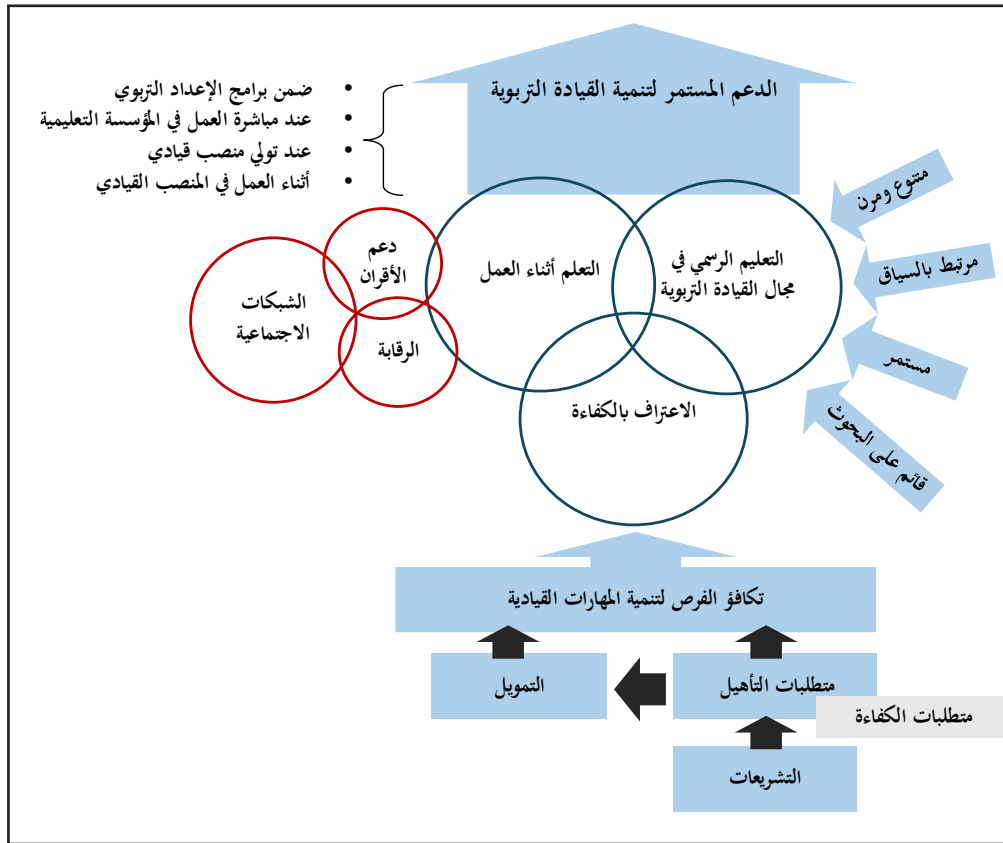 الدعم المستمر لتنمية القيادة التربوية
• ضمن برامج الإعداد التربوي
• عند مباشرة العمل في المؤسسة التعليمية
• عند تولي منصب قيادي
• أثناء العمل في المنصب القيادي
متنوع ومرن
مرتبط بالسياق
مستمر
قائم على البحوث
التعليم الرسمي في
مجال القيادة التربوية
التعلم أثناء العمل
دعم
الأقران
الشبكات
الاجتماعية
الرقابة
الاعتراف بالكفاءة
تكافؤ الفرص لتنمية المهارات القيادية
متطلبات التأهيل
التمويل
متطلبات الكفاءة
التشريعات